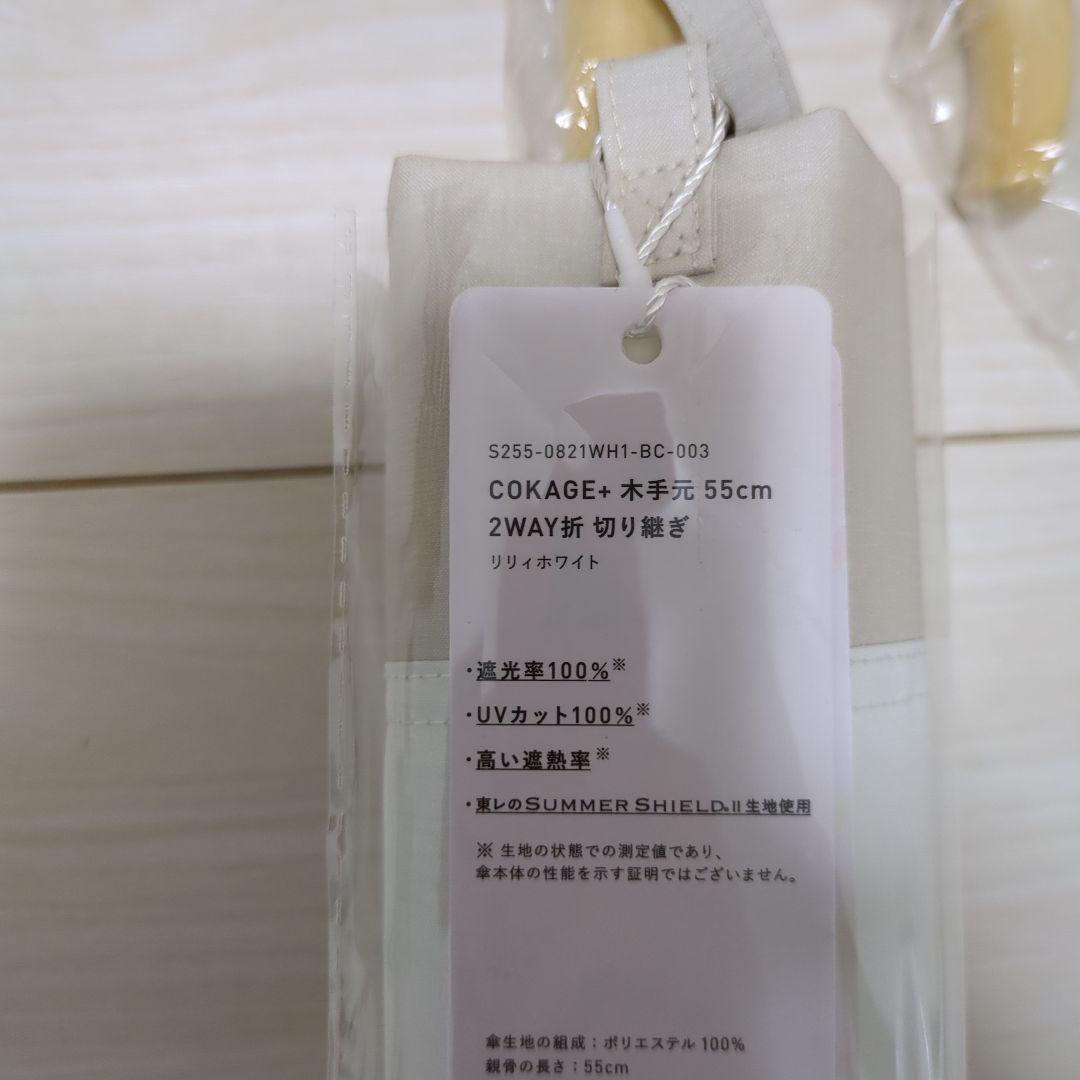 S255-0821WH1-BC-003
COKAGE+ 木手元 55cm
2WAY折 切り継ぎ
リリィホワイト
・遮光率100%※
・UVカット100%※
・高い遮熱率※
・東レのSUMMER SHIELD®II生地使用
※ 生地の状態での測定値であり、
傘本体の性能を示す証明ではございません。
傘生地の組成：ポリエステル 100%
親骨の長さ：55cm